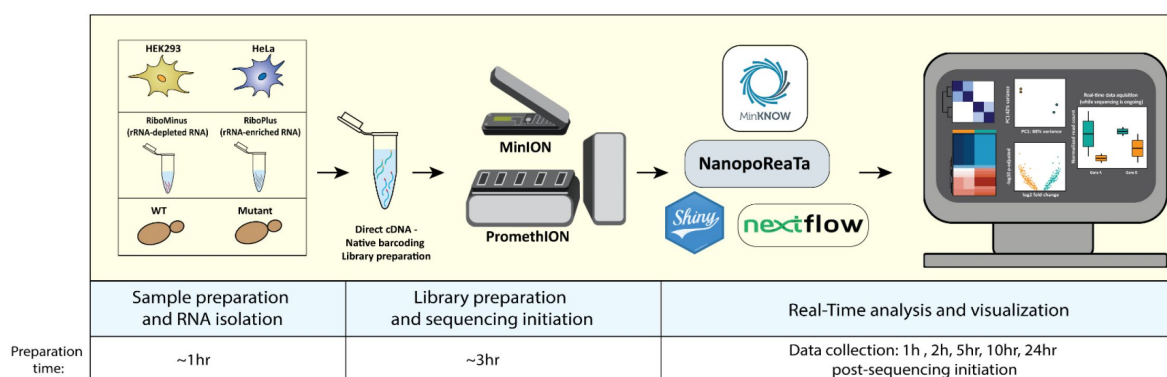 HEK293
HeLa
RiboMinus
(rRNA-depleted RNA)
RiboPlus
(rRNA-enriched RNA)
WT
Mutant
Direct cDNA -
Native barcoding
Library preparation
MinION
PromethION
MinKNOW
NanopoReaTa
Shiny
nextflow
PC1: 88% variance
Real-time data aquisition
(while sequencing is ongoing)
Normalised read count
Gene A
Gene B
log2 fold change
Sample preparation
and RNA isolation
Library preparation
and sequencing initiation
Real-Time analysis and visualization
Preparation
time:
~1hr
~3hr
Data collection: 1h , 2h, 5hr, 10hr, 24hr
post-sequencing initiation